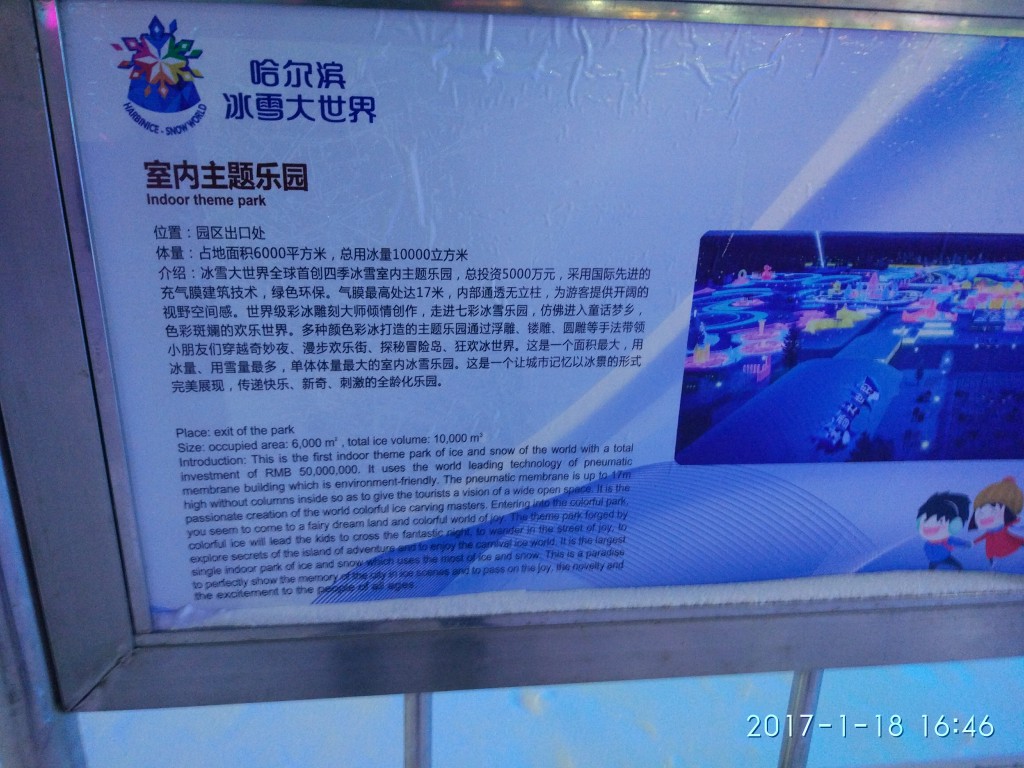 哈尔滨
冰雪大世界
HARBIN ICE - SNOW WORLD
室内主题乐园
Indoor theme park
位置：园区出口处
体量：占地面积6000平方米，总用冰量10000立方米
介绍：冰雪大世界全球首创四季冰雪室内主题乐园，总投资5000万元，采用国际先进的
充气膜建筑技术，绿色环保。气膜最高处达17米，内部通透无立柱，为游客提供开阔的
视野空间感。世界级彩冰雕刻大师倾情创作，走进七彩冰雪乐园，仿佛进入童话梦乡，
色彩斑斓的欢乐世界。多种颜色彩冰打造的主题乐园通过浮雕、镂雕、圆雕等手法带领
小朋友们穿越奇妙夜、漫步欢乐街、探秘冒险岛、狂欢冰世界。这是一个面积最大，用
冰量、用雪量最多，单体体量最大的室内冰雪乐园。这是一个让城市记忆以冰景的形式
完美展现，传递快乐、新奇、刺激的全龄化乐园。
Place: exit of the park
Size: occupied area: 6,000 m², total ice volume: 10,000 m³
Introduction: This is the first indoor theme park of ice and snow of the world with a total
investment of RMB 50,000,000. It uses the world leading technology of pneumatic
membrane building which is environment-friendly. The pneumatic membrane is up to 17m
high without columns inside so as to give the tourists a vision of a wide open space. It is the
passionate creation of the world colorful ice carving masters. Entering into the colorful park,
you seem to come to a fairy dream land and colorful world of joy. The theme park forged by
colorful ice will lead the kids to cross the fantastic night, to wander in the street of joy, to
explore secrets of the island of adventure and to enjoy the carnival ice world. It is the largest
single indoor park of ice and snow which uses the most of ice and snow. This is a paradise
to perfectly show the memory of the city in ice scenes and to pass on the joy, the novelty and
the excitement to the people of all ages.
2017-1-18 16:46